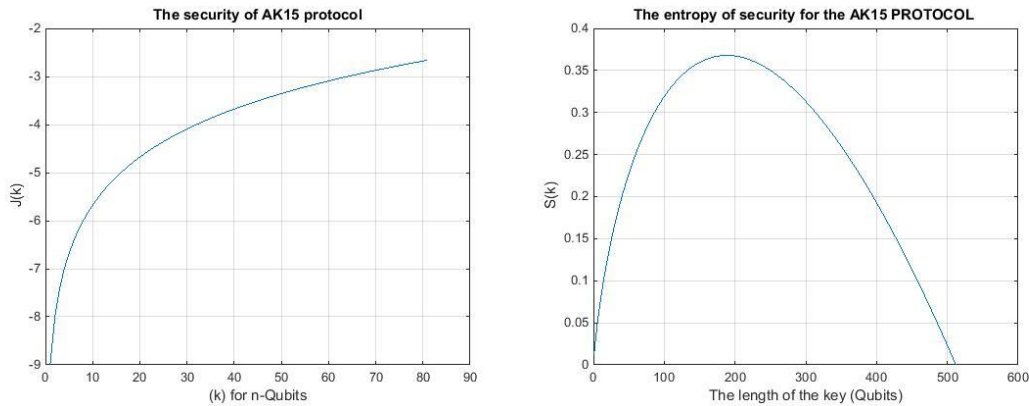 The security of AK15 protocol
-2
-3
-4
-5
-6
-7
-8
-9
J(k)
0 10 20 30 40 50 60 70 80 90
(k) for n-Qubits
The entropy of security for the AK15 PROTOCOL
0.4
0.35
0.3
0.25
0.2
0.15
0.1
0.05
0
S(k)
0 100 200 300 400 500 600
The length of the key (Qubits)